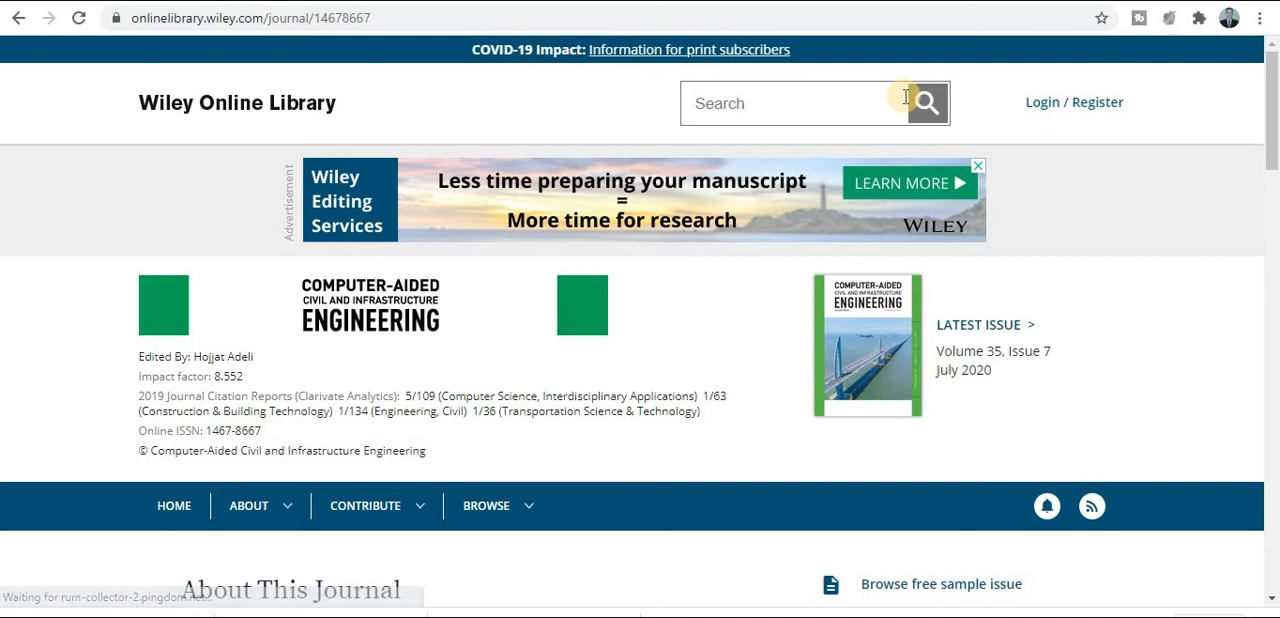 onlinelibrary.wiley.com/journal/14678667
COVID-19 Impact: Information for print subscribers
Wiley Online Library
Search
Login / Register
Advertisement
Wiley
Editing
Services
Less time preparing your manuscript
=
More time for research
LEARN MORE
WILEY
COMPUTER-AIDED
CIVIL AND INFRASTRUCTURE
ENGINEERING
COMPUTER-AIDED
CIVIL AND INFRASTRUCTURE
ENGINEERING
LATEST ISSUE >
Volume 35, Issue 7
July 2020
Edited By: Hojjat Adeli
Impact factor: 8.552
2019 Journal Citation Reports (Clarivate Analytics): 5/109 (Computer Science, Interdisciplinary Applications) 1/63
(Construction & Building Technology) 1/134 (Engineering, Civil) 1/36 (Transportation Science & Technology)
Online ISSN: 1467-8667
© Computer-Aided Civil and Infrastructure Engineering
HOME ABOUT CONTRIBUTE BROWSE
About This Journal
Browse free sample issue
Waiting for rum-collector-2.pingdom.net...